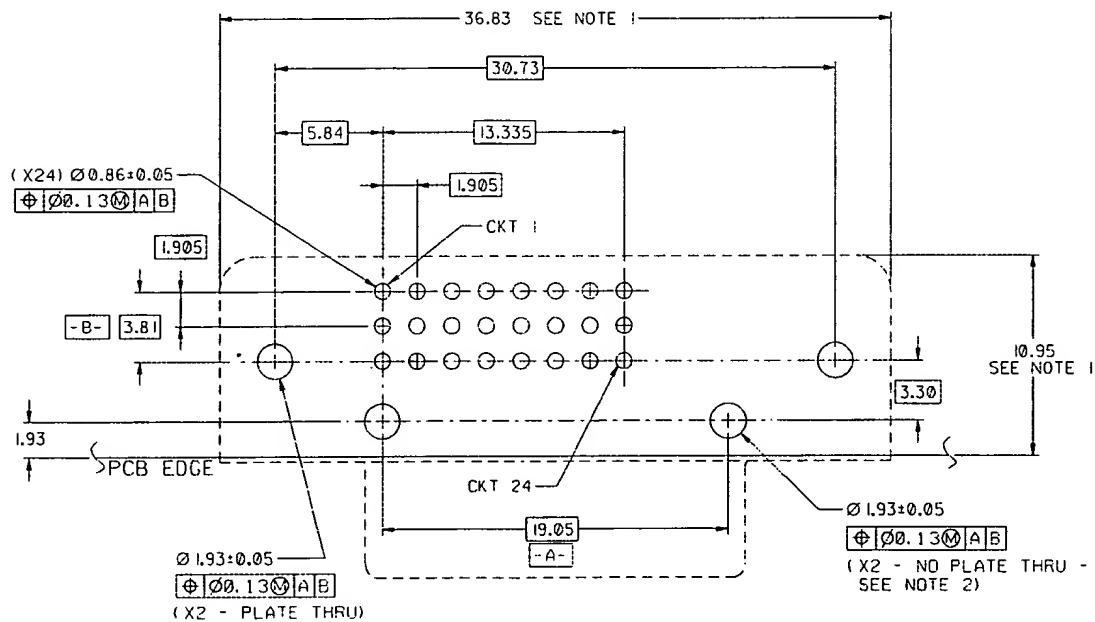 36.83 SEE NOTE 1
30.73
5.84
13.335
(X24) Ø0.86±0.05
⌖ Ø0.13Ⓜ A B
1.905
CKT 1
1.905
-B- 3.81
10.95
SEE NOTE 1
3.30
1.93
PCB EDGE
CKT 24
19.05
-A-
Ø1.93±0.05
⌖ Ø0.13Ⓜ A B
(X2 - NO PLATE THRU -
SEE NOTE 2)
Ø1.93±0.05
⌖ Ø0.13Ⓜ A B
(X2 - PLATE THRU)